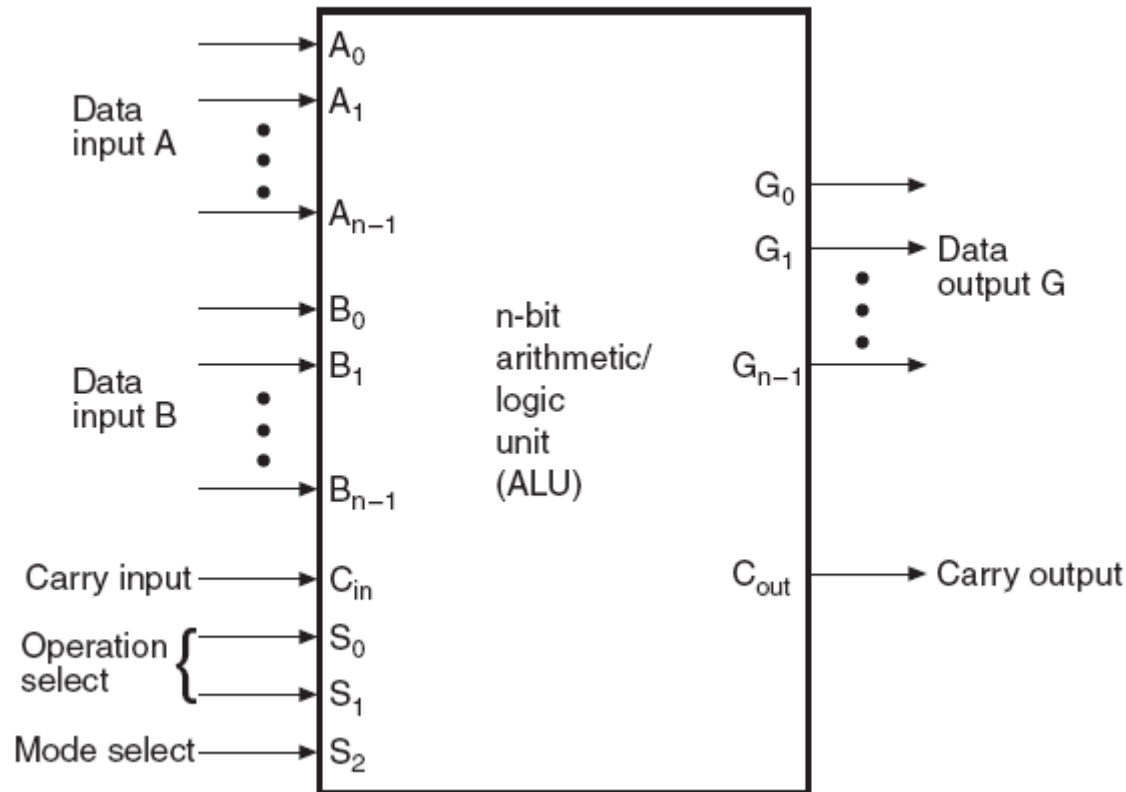 Data
input A
A0
A1
An−1
Data
input B
B0
B1
Bn−1
Carry input
Cin
Operation
select
{
S0
S1
Mode select
S2
n-bit
arithmetic/
logic
unit
(ALU)
G0
G1
Gn−1
Data
output G
Cout
Carry output